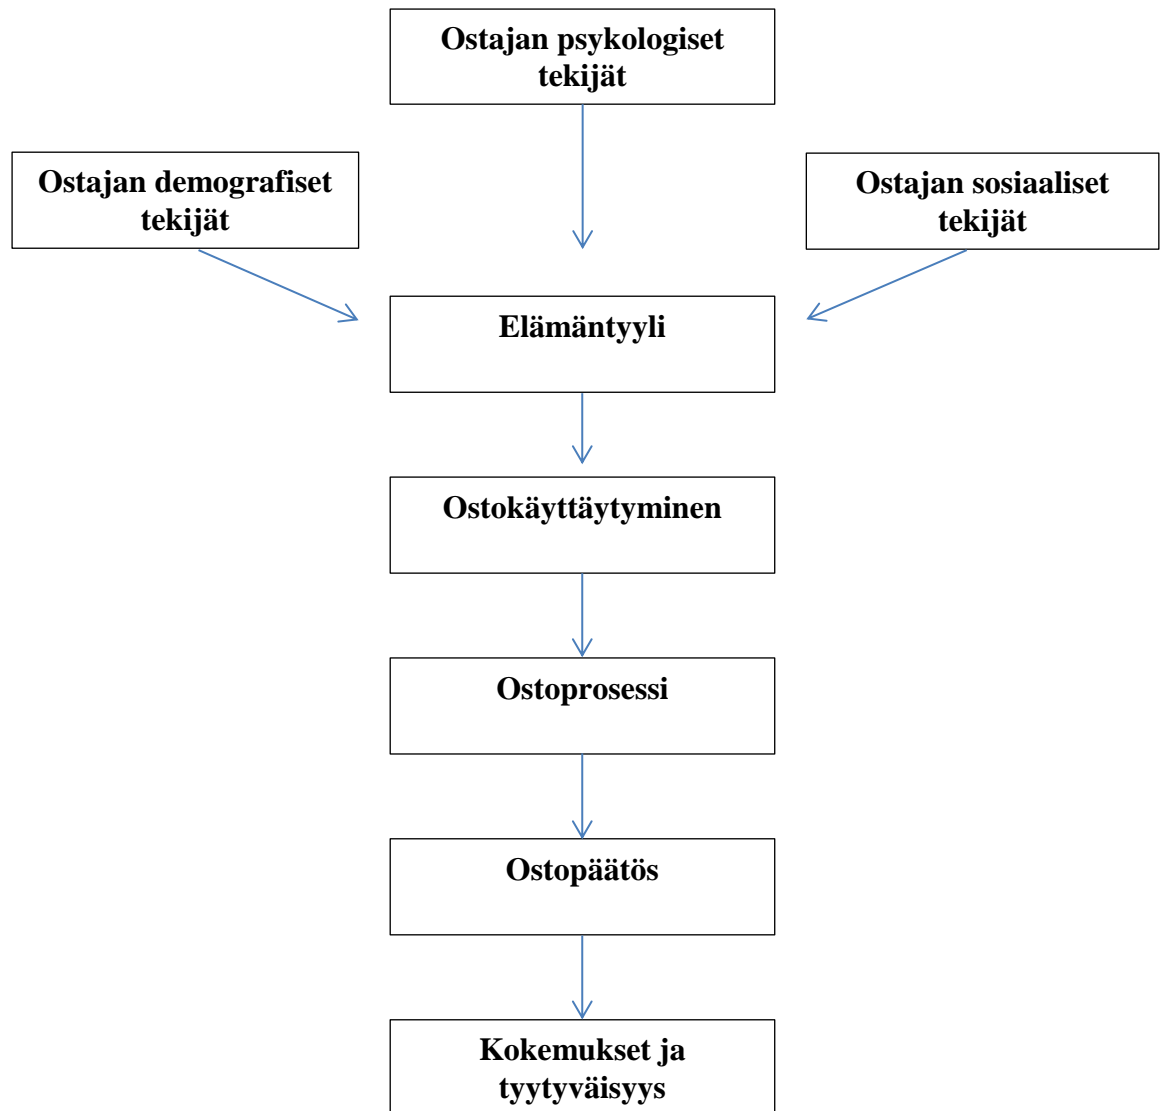 Ostajan psykologiset
tekijät
Ostajan demografiset
tekijät
Ostajan sosiaaliset
tekijät
Elämäntyyli
Ostokäyttäytyminen
Ostoprosessi
Ostopäätös
Kokemukset ja
tyytyväisyys